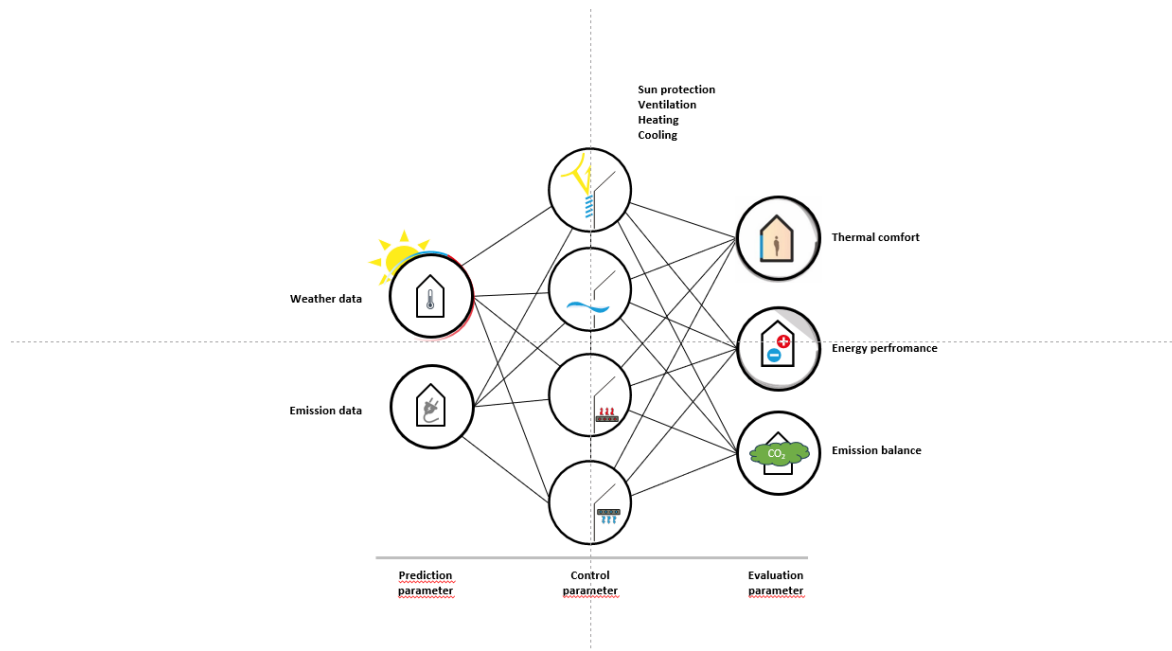 Sun protection
Ventilation
Heating
Cooling
Thermal comfort
Weather data
Energy perfromance
Emission data
CO₂
Emission balance
Prediction
parameter
Control
parameter
Evaluation
parameter